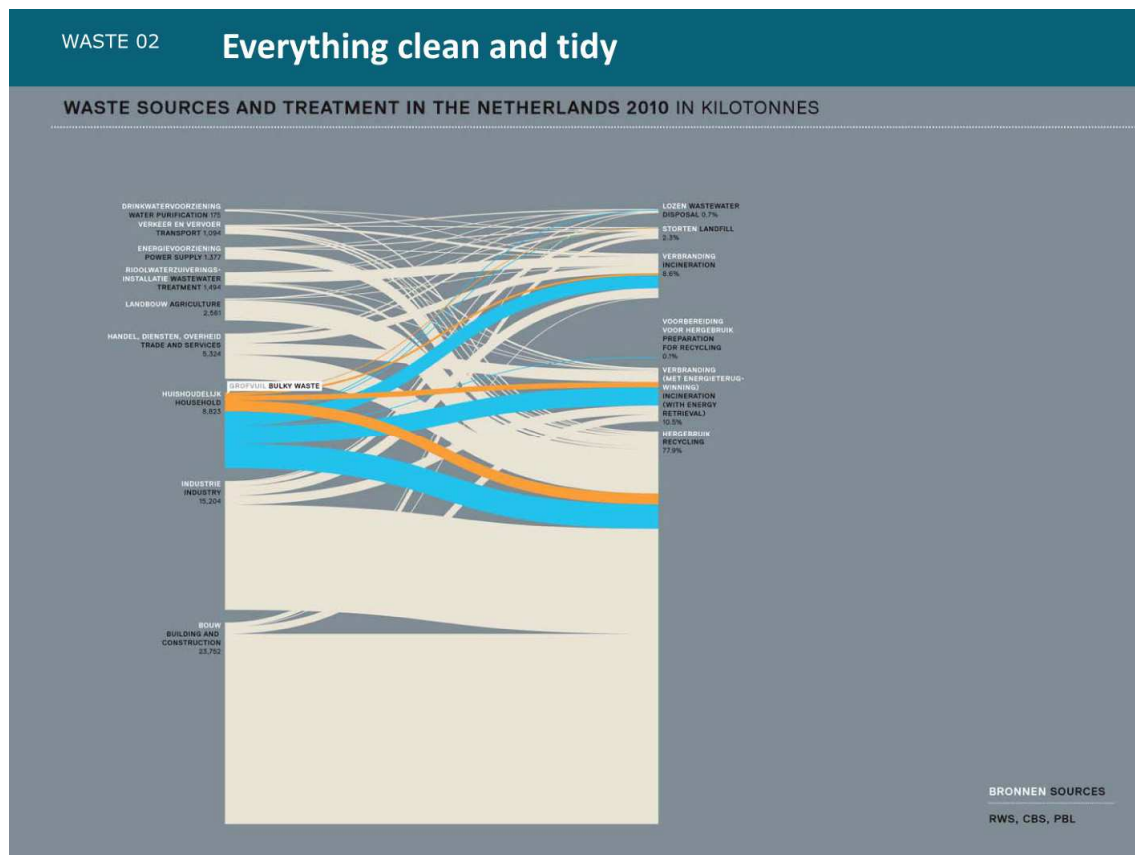 WASTE 02 Everything clean and tidy
WASTE SOURCES AND TREATMENT IN THE NETHERLANDS 2010 IN KILOTONNES
DRINKWATERVOORZIENING
WATER PURIFICATION 175
VERKEER EN VERVOER
TRANSPORT 1,094
ENERGIEVOORZIENING
POWER SUPPLY 1,377
RIOOLWATERZUIVERINGS-
INSTALLATIE WASTEWATER
TREATMENT 1,494
LANDBOUW AGRICULTURE
2,561
HANDEL, DIENSTEN, OVERHEID
TRADE AND SERVICES
5,324
GROFVUIL BULKY WASTE
HUISHOUDELIJK
HOUSEHOLD
8,823
INDUSTRIE
INDUSTRY
15,204
BOUW
BUILDING AND
CONSTRUCTION
23,752
LOZEN WASTEWATER
DISPOSAL 0.7%
STORTEN LANDFILL
2.3%
VERBRANDING
INCINERATION
8.6%
VOORBEREIDING
VOOR HERGEBRUIK
PREPARATION
FOR RECYCLING
0.1%
VERBRANDING
(MET ENERGIETERUG-
WINNING)
INCINERATION
(WITH ENERGY
RETRIEVAL)
10.5%
HERGEBRUIK
RECYCLING
77.9%
BRONNEN SOURCES
RWS, CBS, PBL